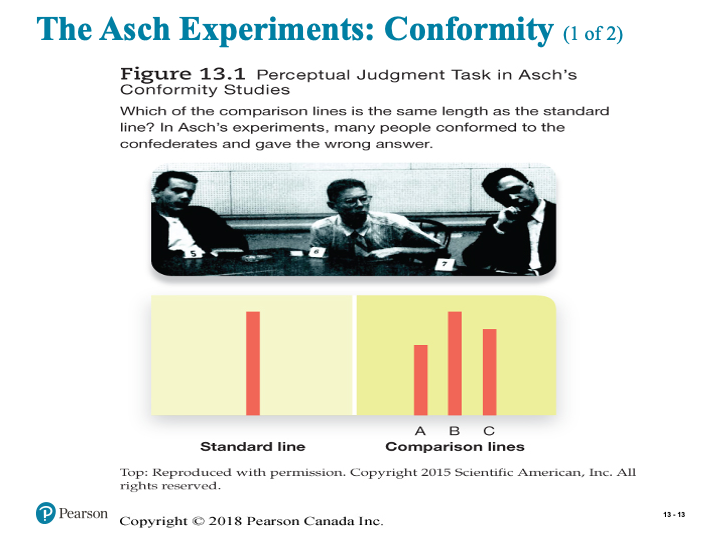 The Asch Experiments: Conformity (1 of 2)
Figure 13.1 Perceptual Judgment Task in Asch's
Conformity Studies
Which of the comparison lines is the same length as the standard
line? In Asch's experiments, many people conformed to the
confederates and gave the wrong answer.
5 6 7
A B C
Standard line Comparison lines
Top: Reproduced with permission. Copyright 2015 Scientific American, Inc. All
rights reserved.
P Pearson
Copyright © 2018 Pearson Canada Inc.
13 - 13